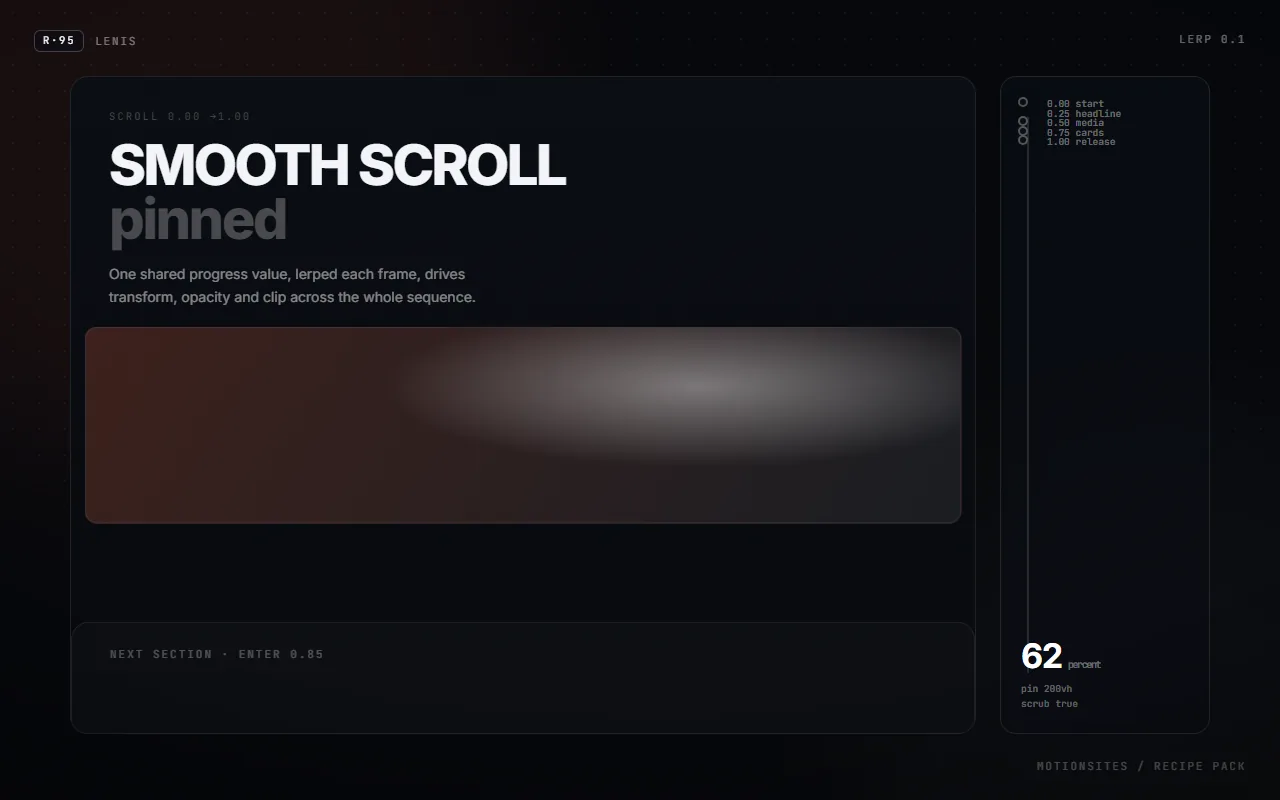 R·95 LENIS
LERP 0.1
SCROLL 0.00 →1.00
SMOOTH SCROLL
pinned
One shared progress value, lerped each frame, drives
transform, opacity and clip across the whole sequence.
NEXT SECTION · ENTER 0.85
0.00 start
0.25 headline
0.50 media
0.75 cards
1.00 release
62 percent
pin 200vh
scrub true
MOTIONSITES / RECIPE PACK